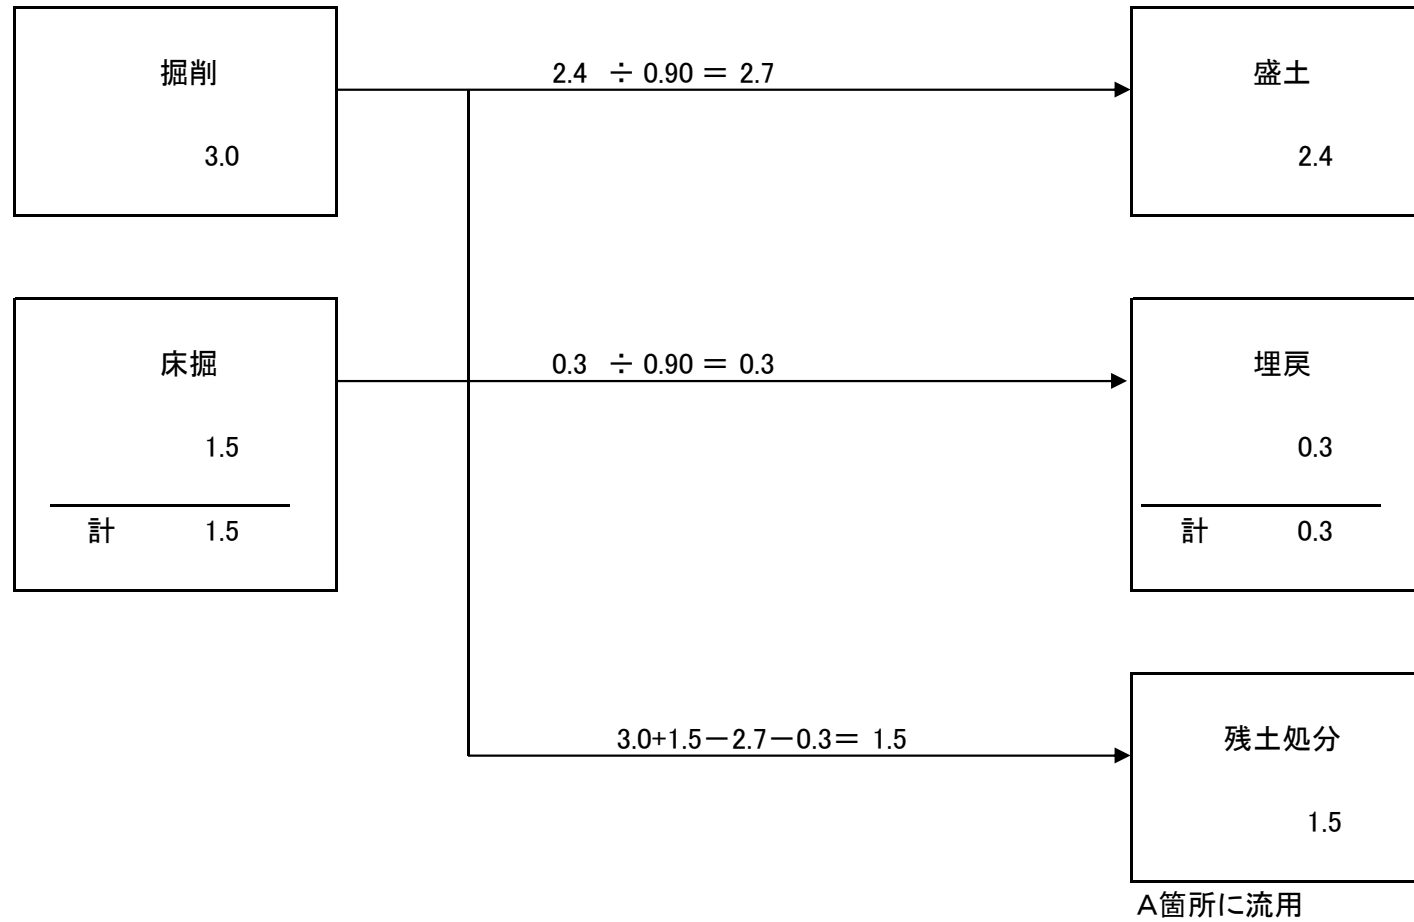 掘削
3.0
2.4 ÷ 0.90 ＝ 2.7
盛土
2.4
床掘
1.5
計 1.5
0.3 ÷ 0.90 ＝ 0.3
埋戻
0.3
計 0.3
3.0+1.5－2.7－0.3＝ 1.5
残土処分
1.5
A箇所に流用